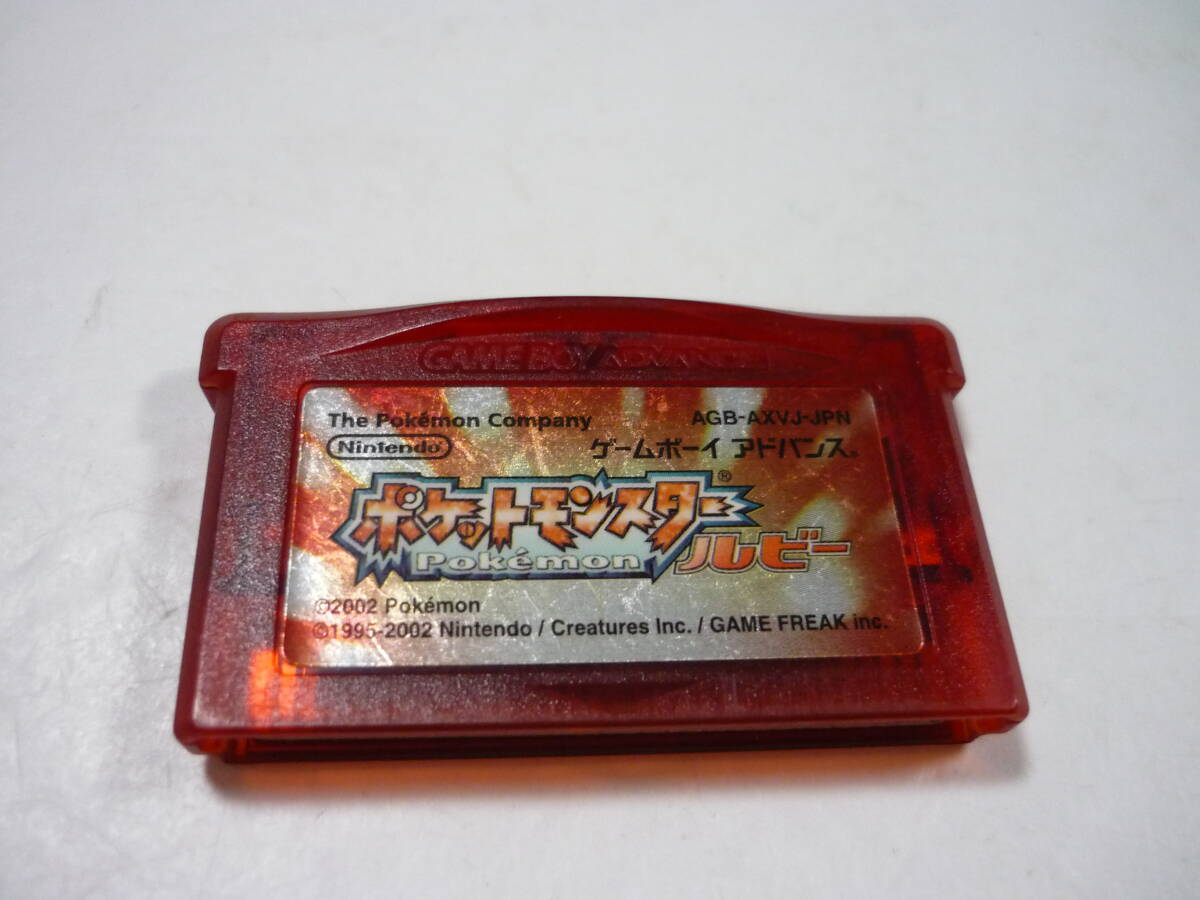 GAME BOY ADVANCE
The Pokémon Company AGB-AXVJ-JPN
Nintendo ゲームボーイ アドバンス®
ポケットモンスター®
Pokémon ルビー
©2002 Pokémon
©1995-2002 Nintendo / Creatures Inc. / GAME FREAK inc.